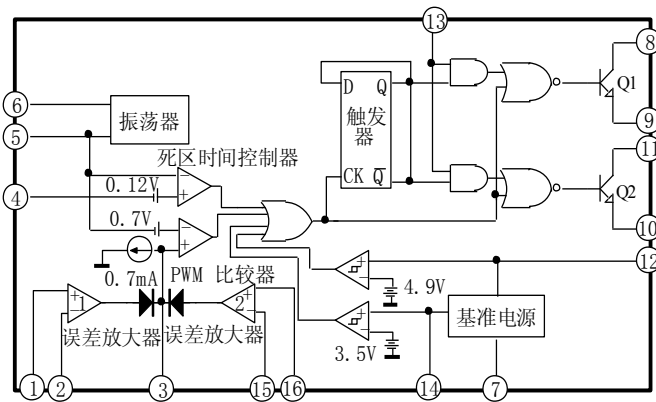 ⑬
⑧
⑥
振荡器
D Q
触发器
CK Q̅
Q1
⑤
⑨
死区时间控制器
0.12V
−
+
④
⑪
Q2
0.7V
−
+
⑩
⑫
0.7mA
PWM 比较器
+
−
4.9V
1
+
−
2
+
−
误差放大器
误差放大器
+
−
3.5V
基准电源
①
②
③
⑮
⑯
⑭
⑦